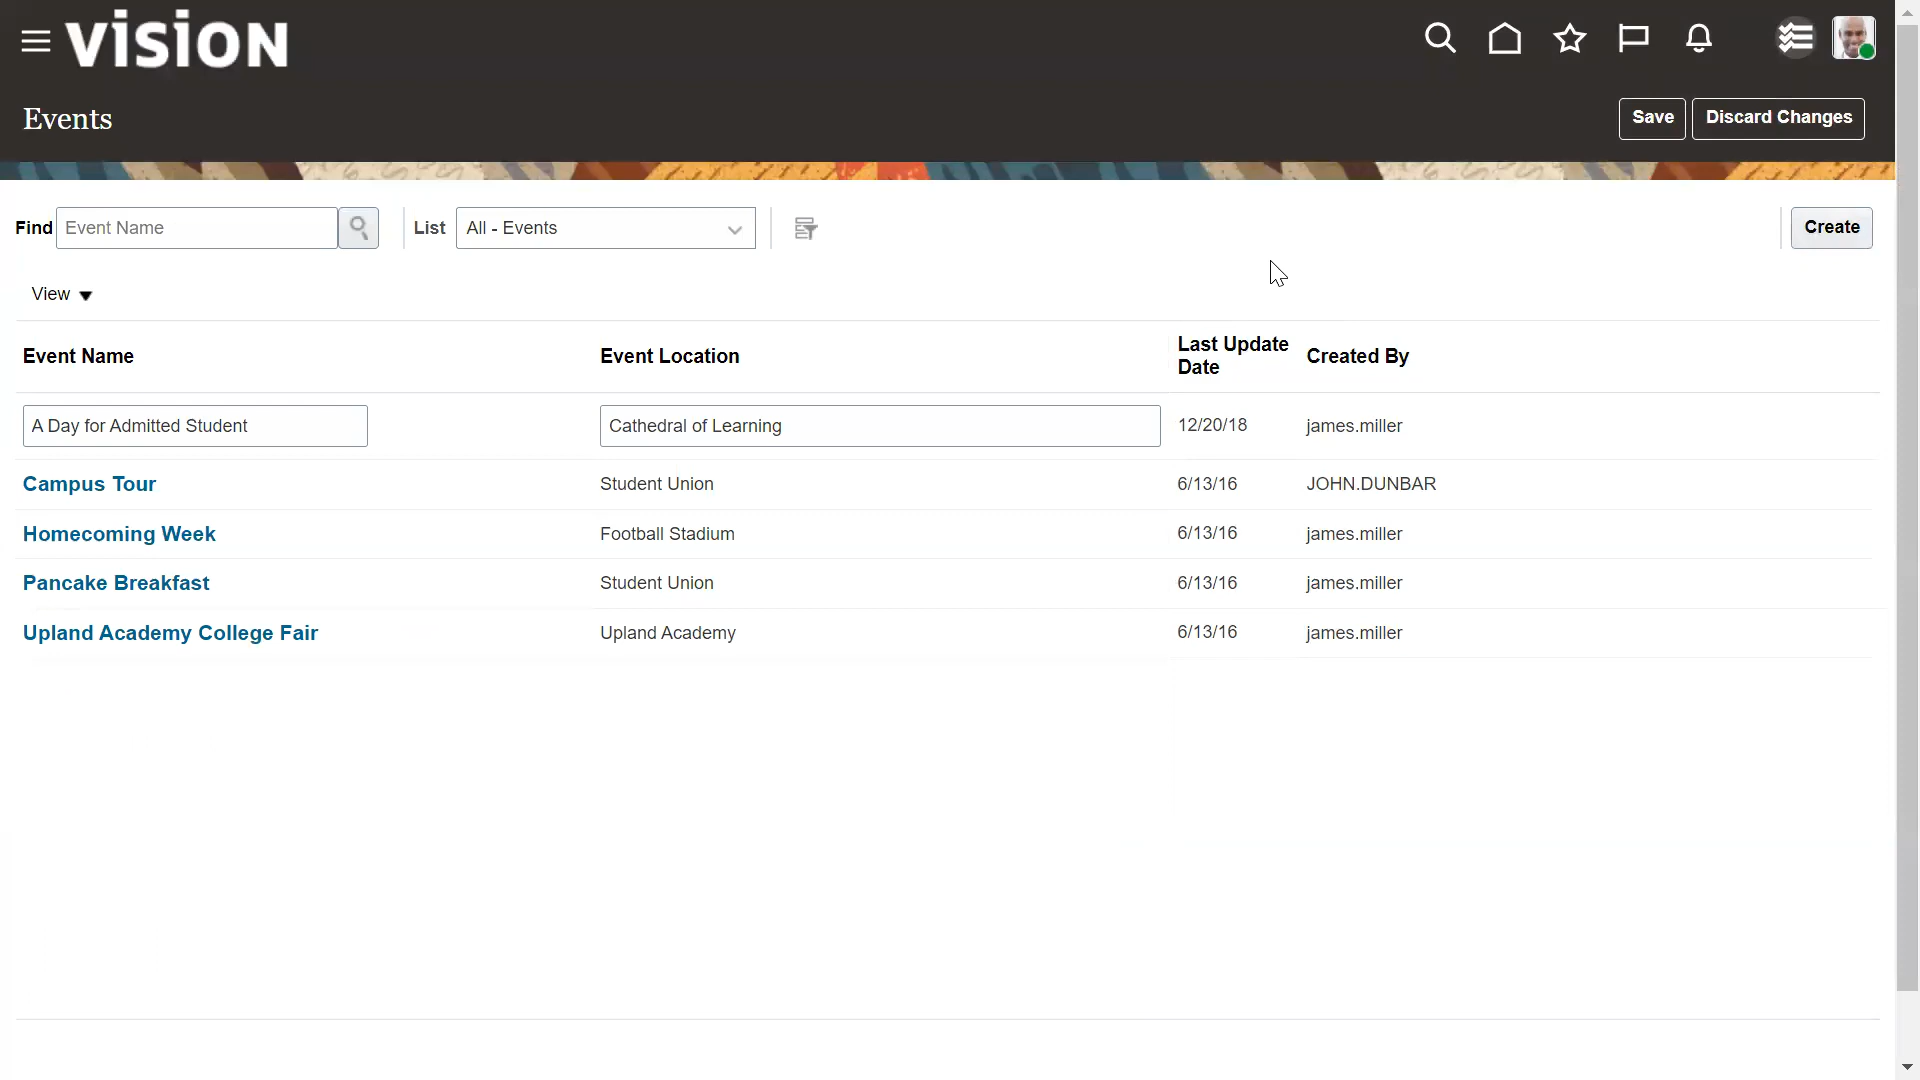 VISION
Events
Save
Discard Changes
Find Event Name
List All - Events
Create
View
Event Name Event Location Last Update Date Created By
A Day for Admitted Student Cathedral of Learning 12/20/18 james.miller
Campus Tour Student Union 6/13/16 JOHN.DUNBAR
Homecoming Week Football Stadium 6/13/16 james.miller
Pancake Breakfast Student Union 6/13/16 james.miller
Upland Academy College Fair Upland Academy 6/13/16 james.miller